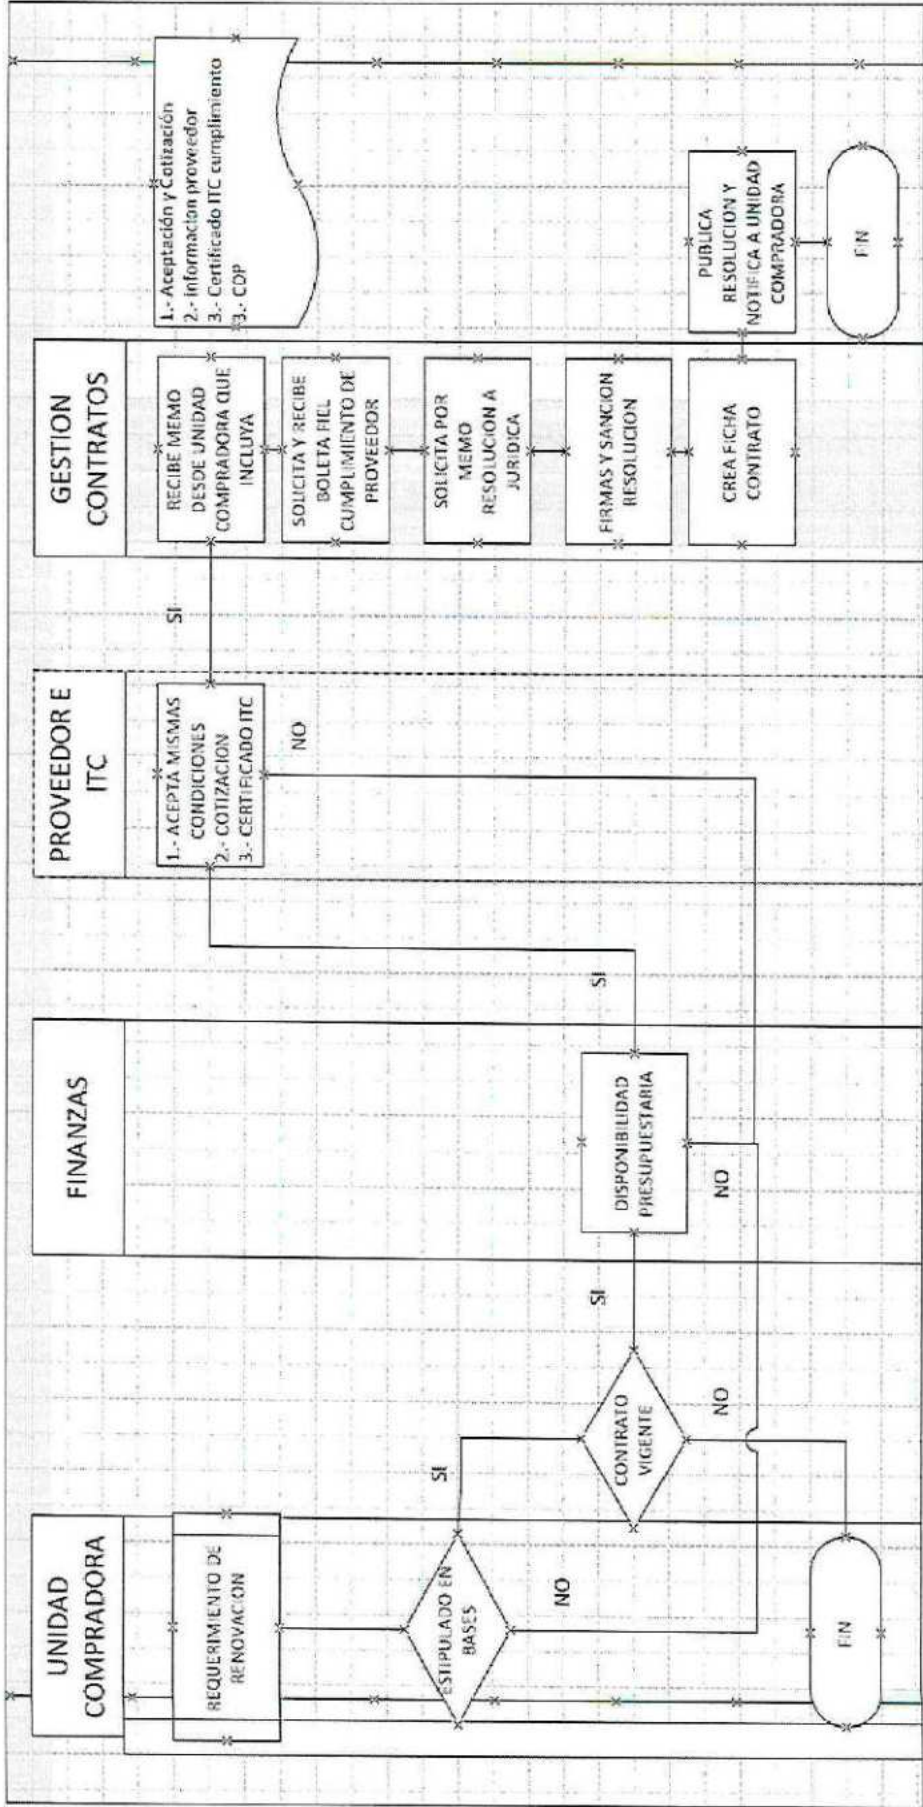 UNIDAD
COMPRADORA
REQUERIMIENTO DE
RENOVACION
ESTIPULADO EN
BASES
SI
NO
CONTRATO
VIGENTE
SI
NO
FIN
FINANZAS
DISPONIBILIDAD
PRESUPUESTARIA
SI
NO
PROVEEDOR E
ITC
1.- ACEPTA MISMAS
CONDICIONES
2.- COTIZACION
3.- CERTIFICADO ITC
SI
NO
GESTION
CONTRATOS
RECIBE MEMO
DESDE UNIDAD
COMPRADORA QUE
INCLUYA
SOLICITA Y RECIBE
BOLETA FIEL
CUMPLIMIENTO DE
PROVEEDOR
SOLICITA POR
MEMO
RESOLUCION A
JURIDICA
FIRMAS Y SANCION
RESOLUCION
CREA FICHA
CONTRATO
1.- Aceptación y Cotización
2.- Informacion proveedor
3.- Certificado ITC cumplimiento
3.- CDP
PUBLICA
RESOLUCION Y
NOTIFICA A UNIDAD
COMPRADORA
FIN